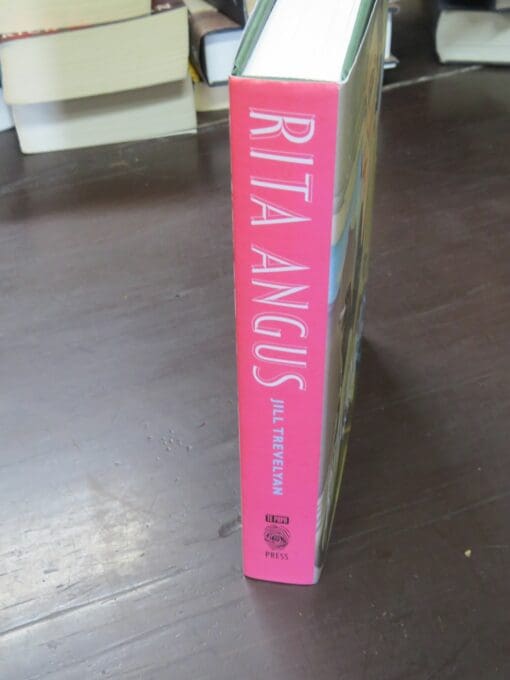 RITA ANGUS
JILL TREVELYAN
TE PAPA
PRESS